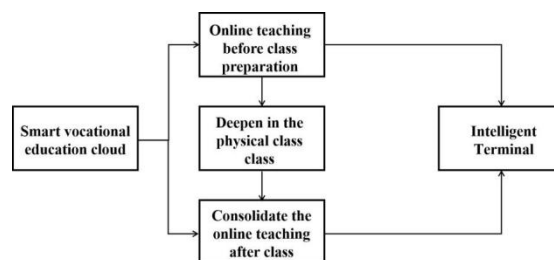 Online teaching
before class
preparation
Smart vocational
education cloud
Deepen in the
physical class
class
Intelligent
Terminal
Consolidate the
online teaching
after class